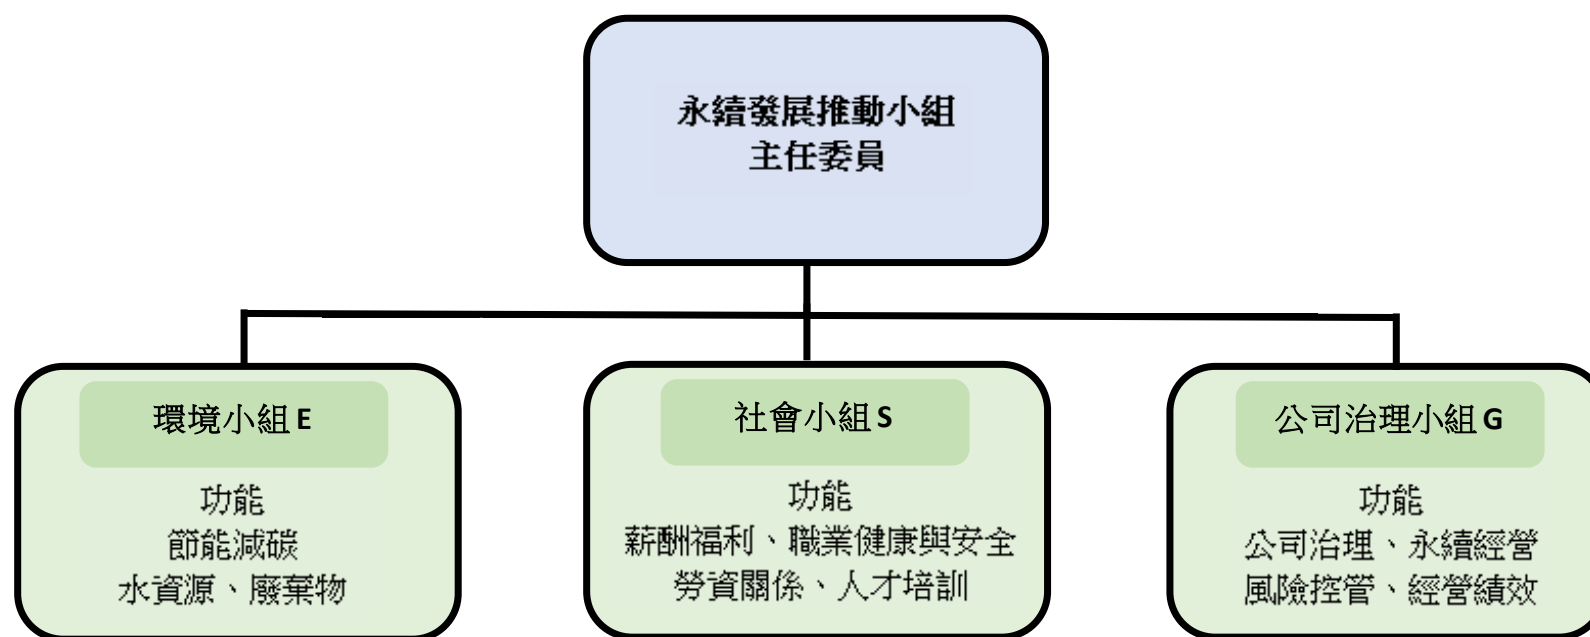 永續發展推動小組
主任委員
環境小組 E
功能
節能減碳
水資源、廢棄物
社會小組 S
功能
薪酬福利、職業健康與安全
勞資關係、人才培訓
公司治理小組 G
功能
公司治理、永續經營
風險控管、經營績效